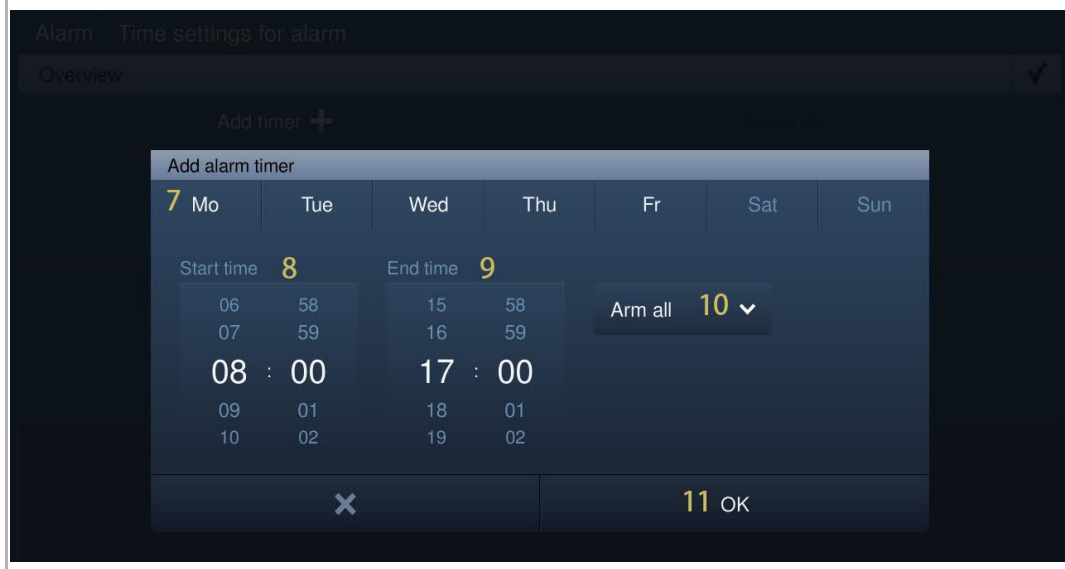 Alarm Time settings for alarm
Overview
Add timer
Add alarm timer
7 Mo Tue Wed Thu Fr Sat Sun
Start time 8 End time 9
06 58 15 58
Arm all 10
07 59 16 59
08 : 00 17 : 00
09 01 18 01
10 02 19 02
11 OK